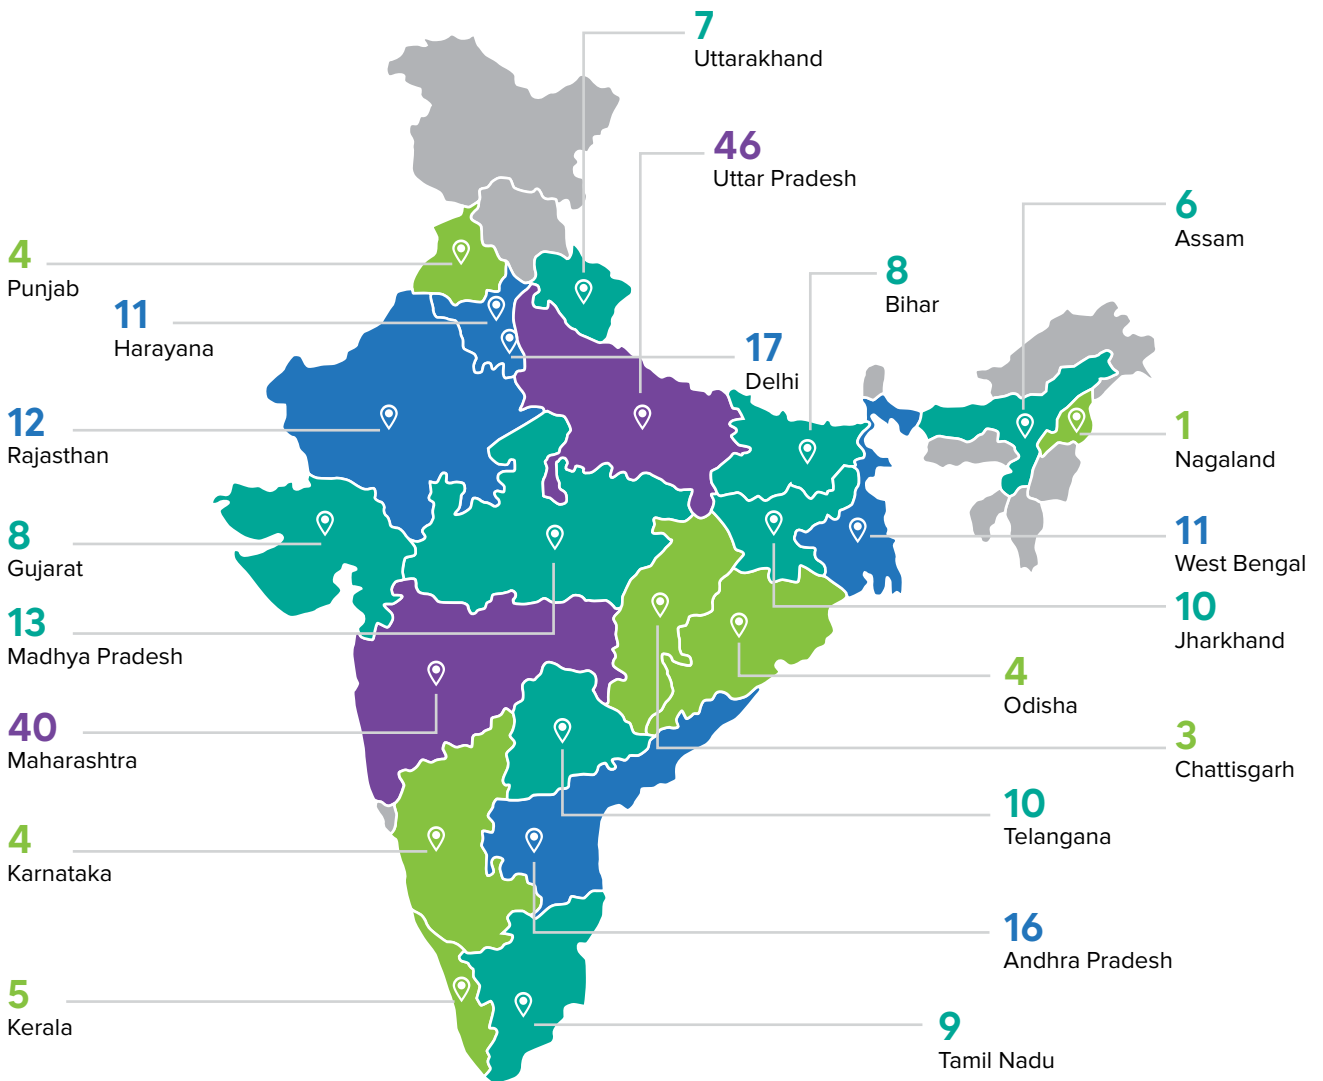 7
Uttarakhand
46
Uttar Pradesh
6
Assam
4
Punjab
8
Bihar
11
Harayana
17
Delhi
12
Rajasthan
1
Nagaland
8
Gujarat
11
West Bengal
13
Madhya Pradesh
10
Jharkhand
4
Odisha
40
Maharashtra
3
Chattisgarh
10
Telangana
4
Karnataka
16
Andhra Pradesh
5
Kerala
9
Tamil Nadu